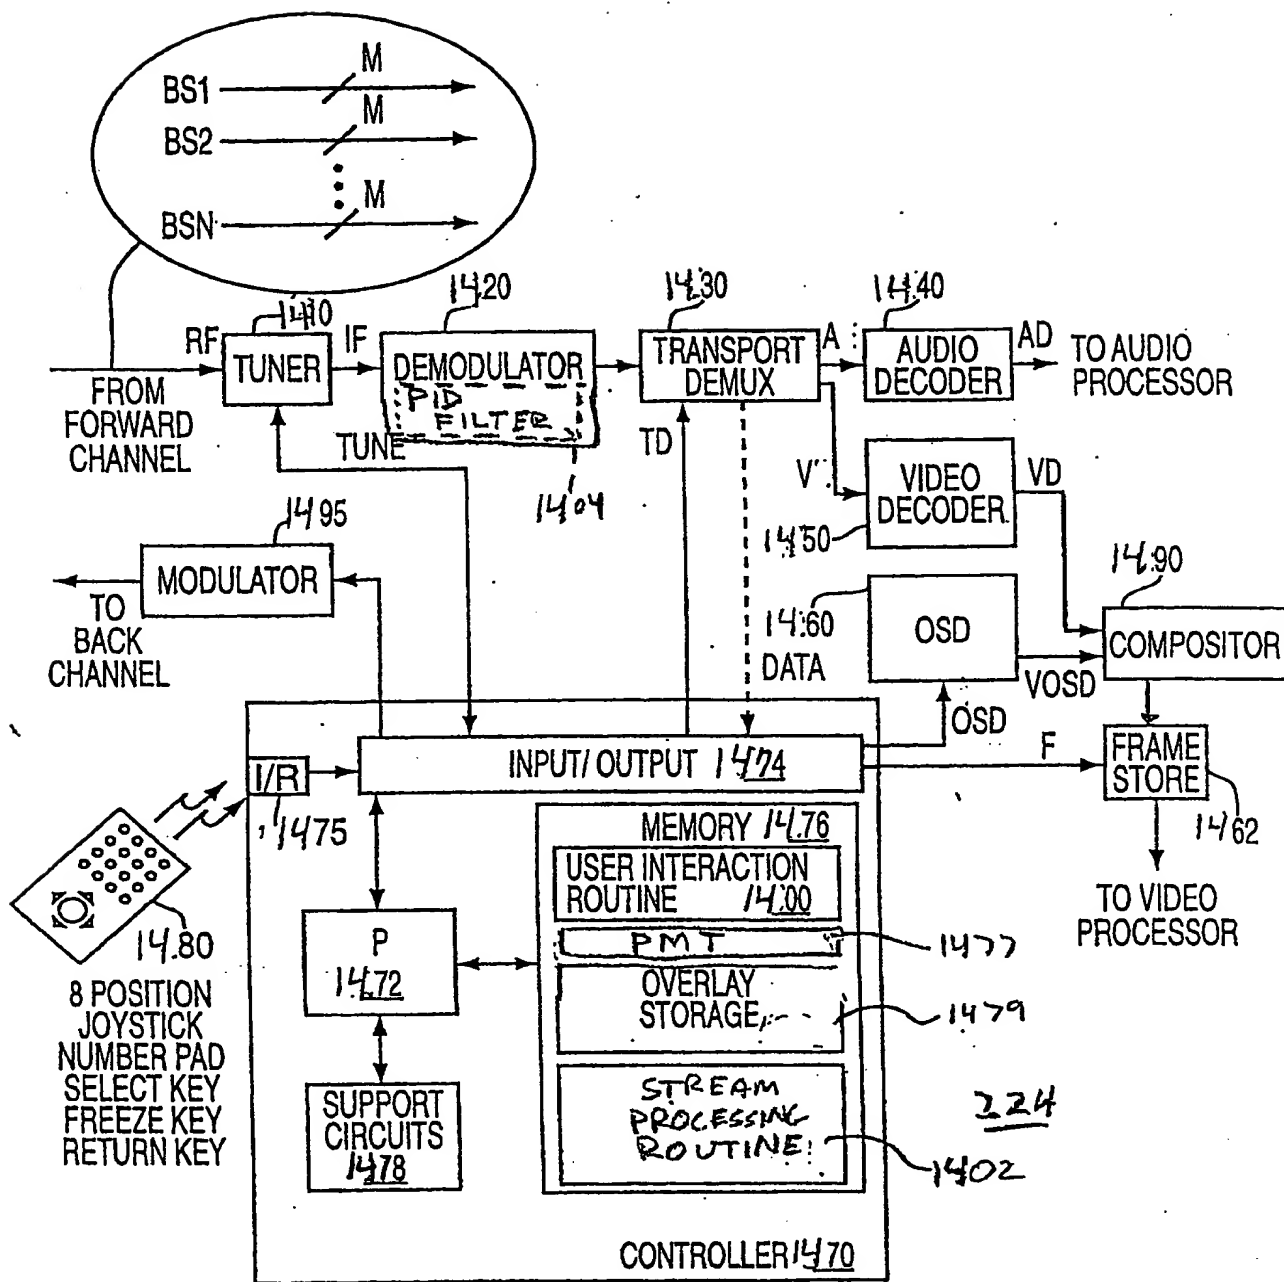 M
BS1
M
BS2
M
BSN
1410
1420
1430
1440
RF
TUNER
IF
DEMODULATOR
PID
FILTER
TRANSPORT
DEMUX
A
AUDIO
DECODER
AD
TO AUDIO
PROCESSOR
FROM
FORWARD
CHANNEL
TUNE
1404
TD
V
VIDEO
DECODER
VD
1450
1495
MODULATOR
TO
BACK
CHANNEL
1460
OSD
1490
COMPOSITOR
DATA
VOSD
OSD
I/R
1475
INPUT/OUTPUT 1474
F
FRAME
STORE
1462
TO VIDEO
PROCESSOR
MEMORY 1476
USER INTERACTION
ROUTINE 1400
PMT
1477
OVERLAY
STORAGE
1479
STREAM
PROCESSING
ROUTINE
1402
224
1480
8 POSITION
JOYSTICK
NUMBER PAD
SELECT KEY
FREEZE KEY
RETURN KEY
P
1472
SUPPORT
CIRCUITS
1478
CONTROLLER 1470